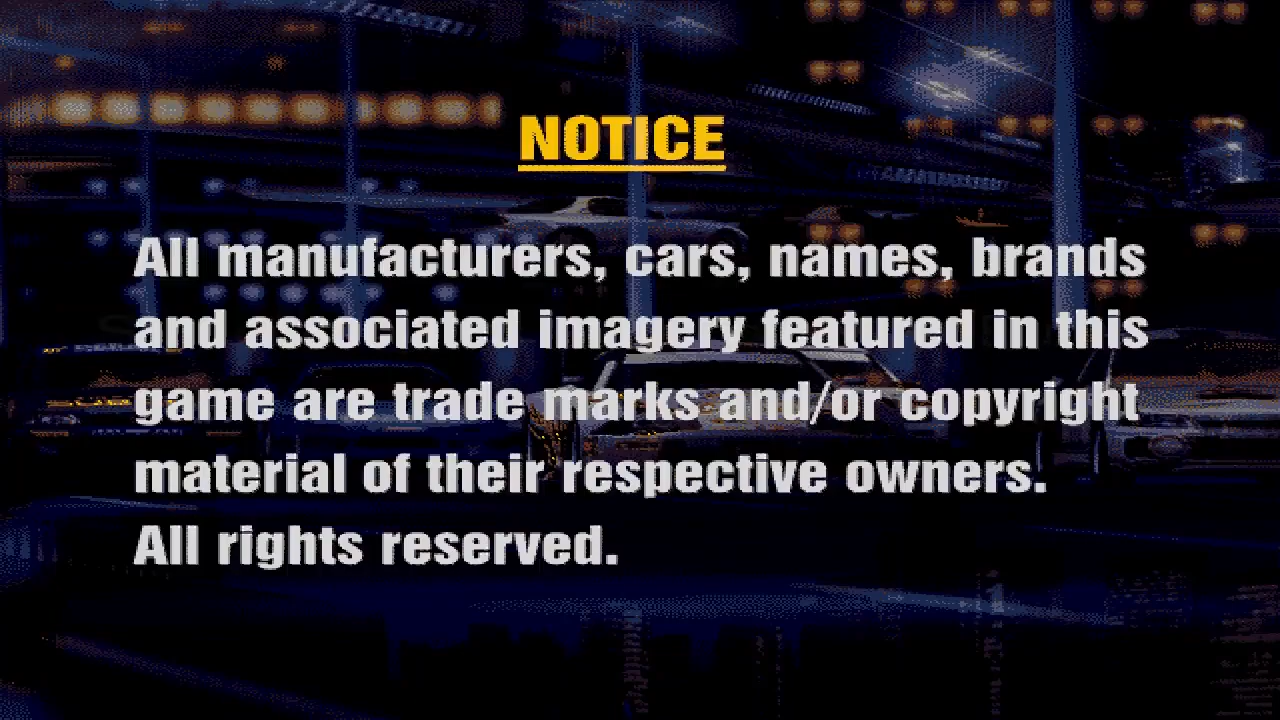 NOTICE
All manufacturers, cars, names, brands
and associated imagery featured in this
game are trade marks and/or copyright
material of their respective owners.
All rights reserved.